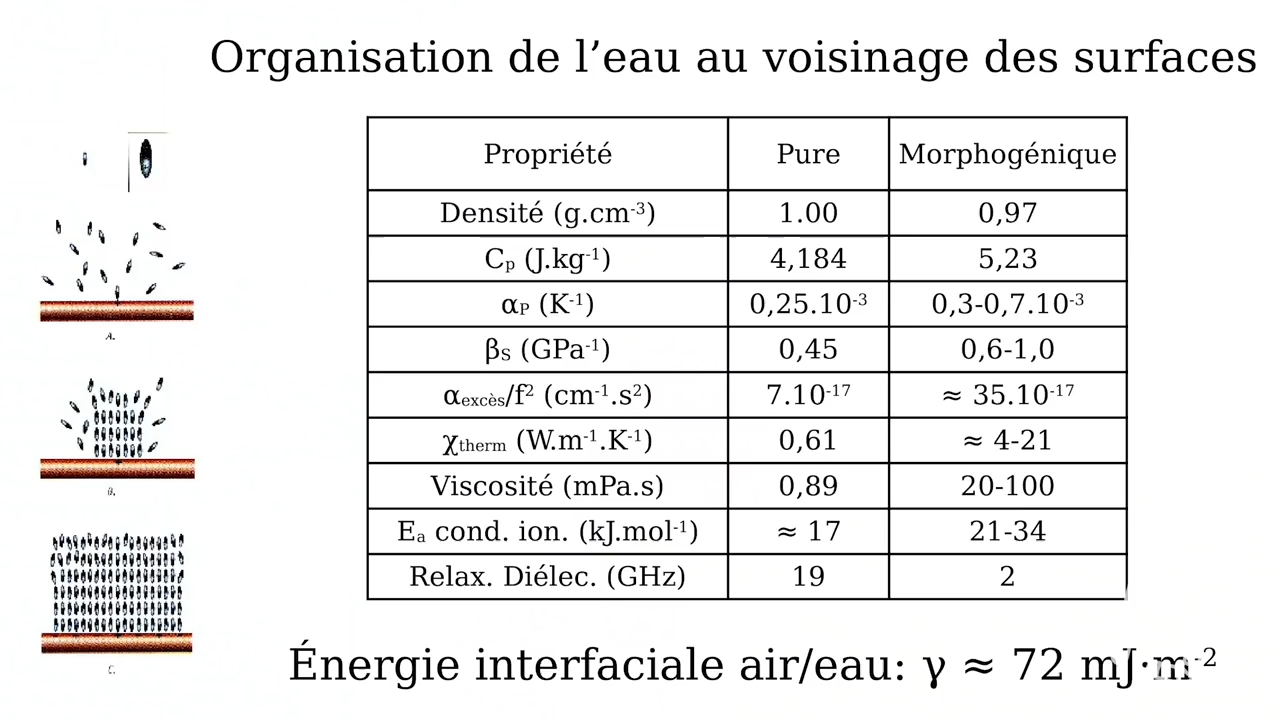 Organisation de l’eau au voisinage des surfaces
Propriété Pure Morphogénique
Densité (g.cm⁻³) 1.00 0,97
Cₚ (J.kg⁻¹) 4,184 5,23
αP (K⁻¹) 0,25.10⁻³ 0,3-0,7.10⁻³
βS (GPa⁻¹) 0,45 0,6-1,0
αexcès/f² (cm⁻¹.s²) 7.10⁻¹⁷ ≈ 35.10⁻¹⁷
χtherm (W.m⁻¹.K⁻¹) 0,61 ≈ 4-21
Viscosité (mPa.s) 0,89 20-100
Eₐ cond. ion. (kJ.mol⁻¹) ≈ 17 21-34
Relax. Diélec. (GHz) 19 2
A.
B.
C.
Énergie interfaciale air/eau: γ ≈ 72 mJ·m⁻²